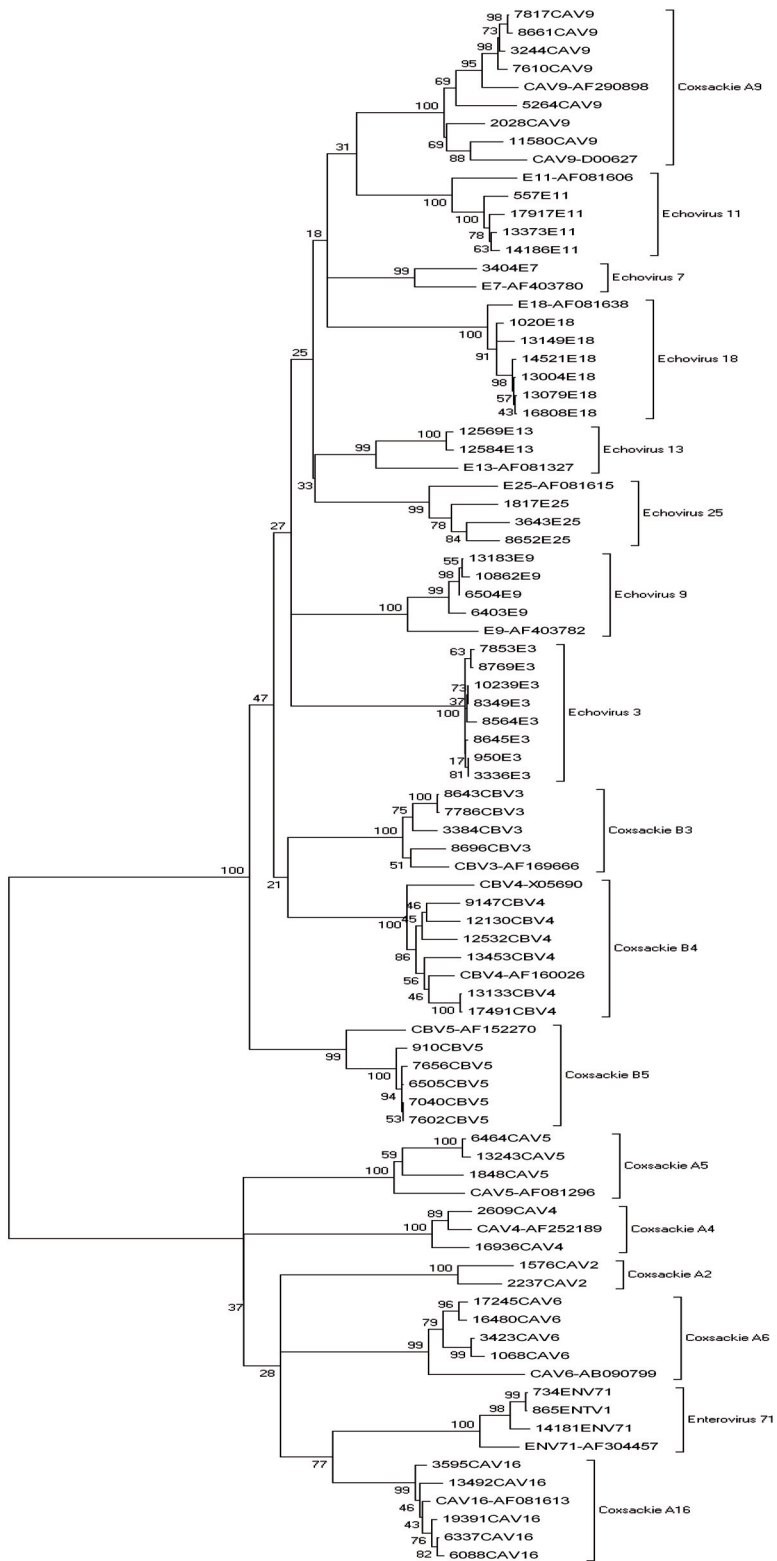 98 7817CAV9
73 8661CAV9
98 3244CAV9
7610CAV9
95 CAV9-AF290898 Coxsackie A9
69 5264CAV9
100 2028CAV9
69 11580CAV9
88 CAV9-D00627
31
E11-AF081606
100 557E11
100 17917E11 Echovirus 11
78 13373E11
63 14186E11
18
99 3404E7 Echovirus 7
E7-AF403780
E18-AF081638
100 1020E18
91 13149E18
14521E18 Echovirus 18
98 13004E18
57 13079E18
43 16808E18
25
100 12569E13
99 12584E13 Echovirus 13
E13-AF081327
33 E25-AF081615
99 1817E25 Echovirus 25
78 3643E25
84 8652E25
27
55 13183E9
98 10862E9
99 6504E9 Echovirus 9
100 6403E9
E9-AF403782
63 7853E3
8769E3
73 10239E3
37 8349E3 Echovirus 3
100 8564E3
8645E3
17 950E3
81 3336E3
47
100 8643CBV3
75 7786CBV3
100 3384CBV3 Coxsackie B3
8696CBV3
51 CBV3-AF169666
100 21
CBV4-X05690
46 9147CBV4
100 45 12130CBV4
12532CBV4 Coxsackie B4
86 13453CBV4
56 CBV4-AF160026
46 13133CBV4
100 17491CBV4
CBV5-AF152270
99 910CBV5
100 7656CBV5 Coxsackie B5
94 6505CBV5
7040CBV5
53 7602CBV5
100 6464CAV5
59 13243CAV5 Coxsackie A5
100 1848CAV5
CAV5-AF081296
89 2609CAV4
100 CAV4-AF252189 Coxsackie A4
16936CAV4
100 1576CAV2 Coxsackie A2
2237CAV2
37
96 17245CAV6
79 16480CAV6
3423CAV6 Coxsackie A6
99 99 1068CAV6
28 CAV6-AB090799
99 734ENV71
98 865ENTV1 Enterovirus 71
100 14181ENV71
ENV71-AF304457
77
3595CAV16
99 13492CAV16
46 CAV16-AF081613 Coxsackie A16
43 19391CAV16
76 6337CAV16
82 6088CAV16